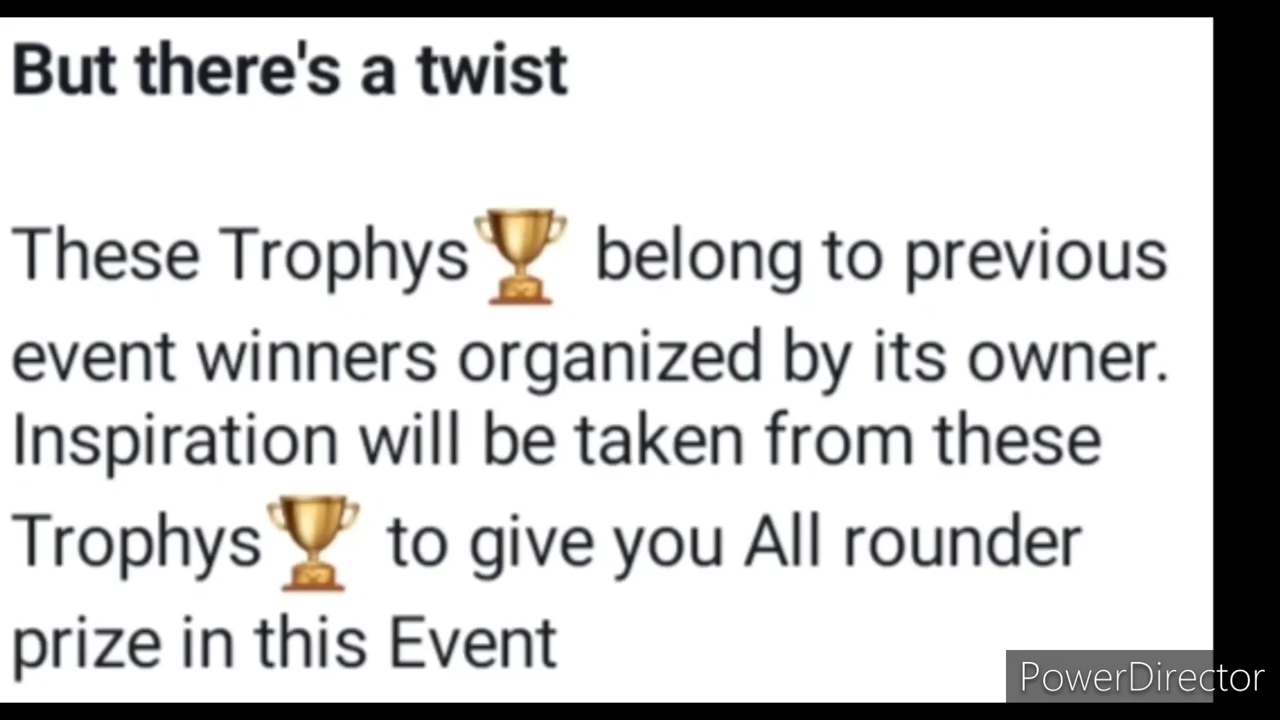 But there's a twist
These Trophys🏆 belong to previous
event winners organized by its owner.
Inspiration will be taken from these
Trophys🏆 to give you All rounder
prize in this Event
PowerDirector